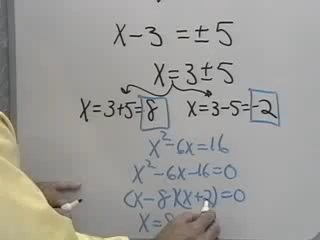 x-3 = ±5
x = 3±5
x = 3+5= 8 x = 3-5= -2
x²-6x=16
x²-6x-16=0
(x-8)(x+2)=0
x=8